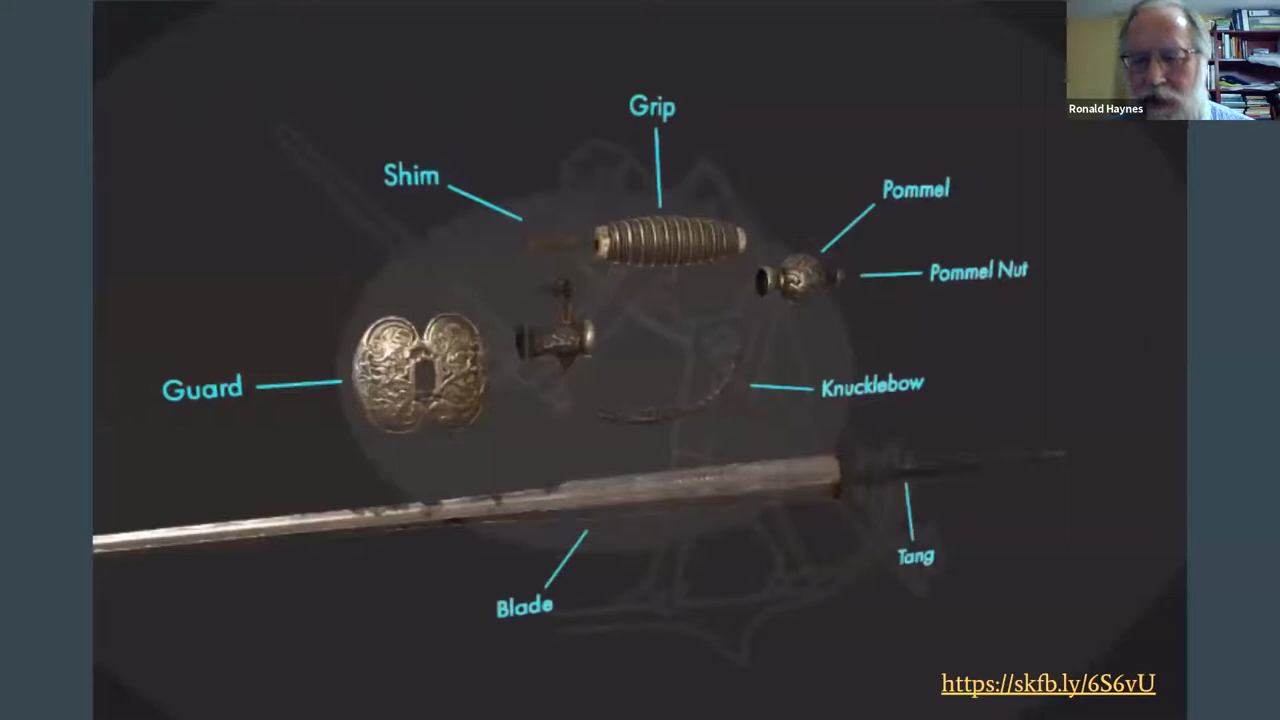 Ronald Haynes
Grip
Shim
Pommel
Pommel Nut
Guard
Knucklebow
Tang
Blade
https://skfb.ly/6S6vU